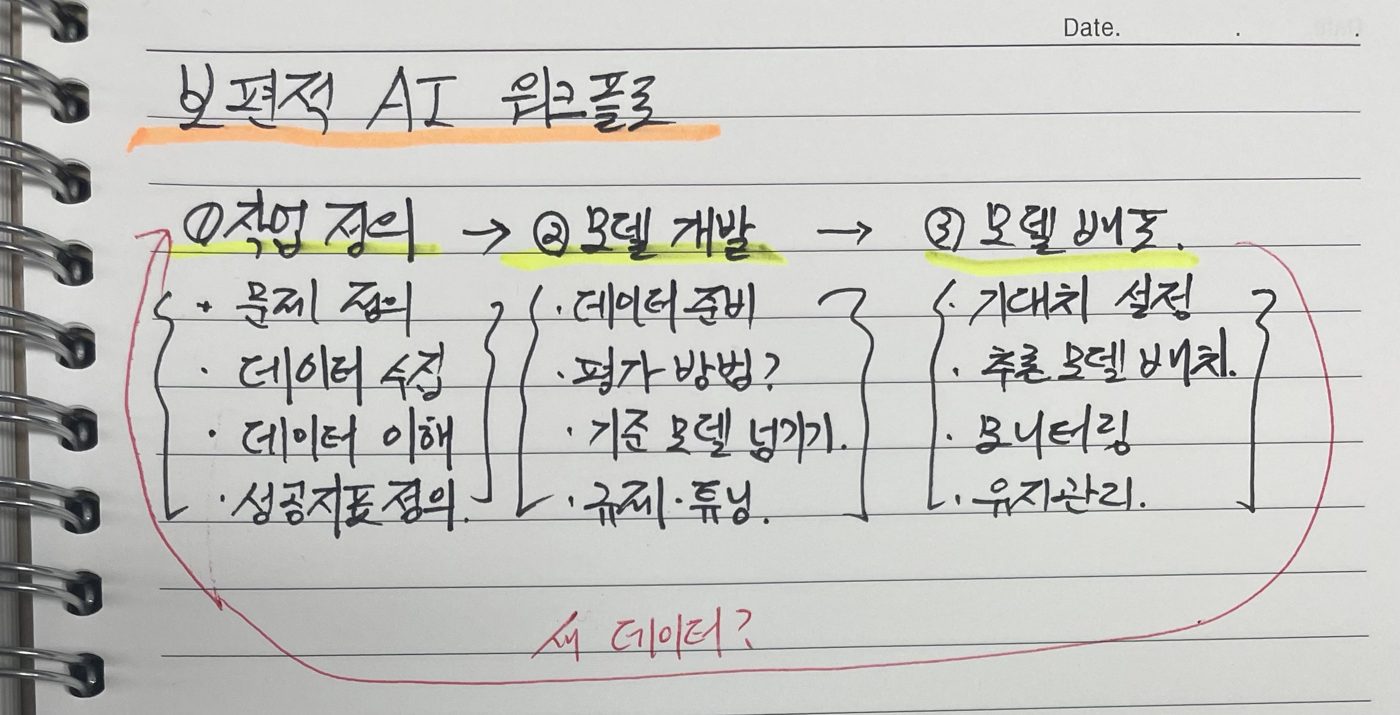 Date. . .
보편적 AI 워크플로
① 작업 정의 → ② 모델 개발 → ③ 모델 배포.
· 문제 정의
· 데이터 수집
· 데이터 이해
· 성공지표 정의.
· 데이터 준비
· 평가 방법?
· 기준 모델 넘기기.
· 규제·튜닝.
· 기대치 설정
· 추론 모델 배치.
· 모니터링
· 유지관리.
새 데이터?